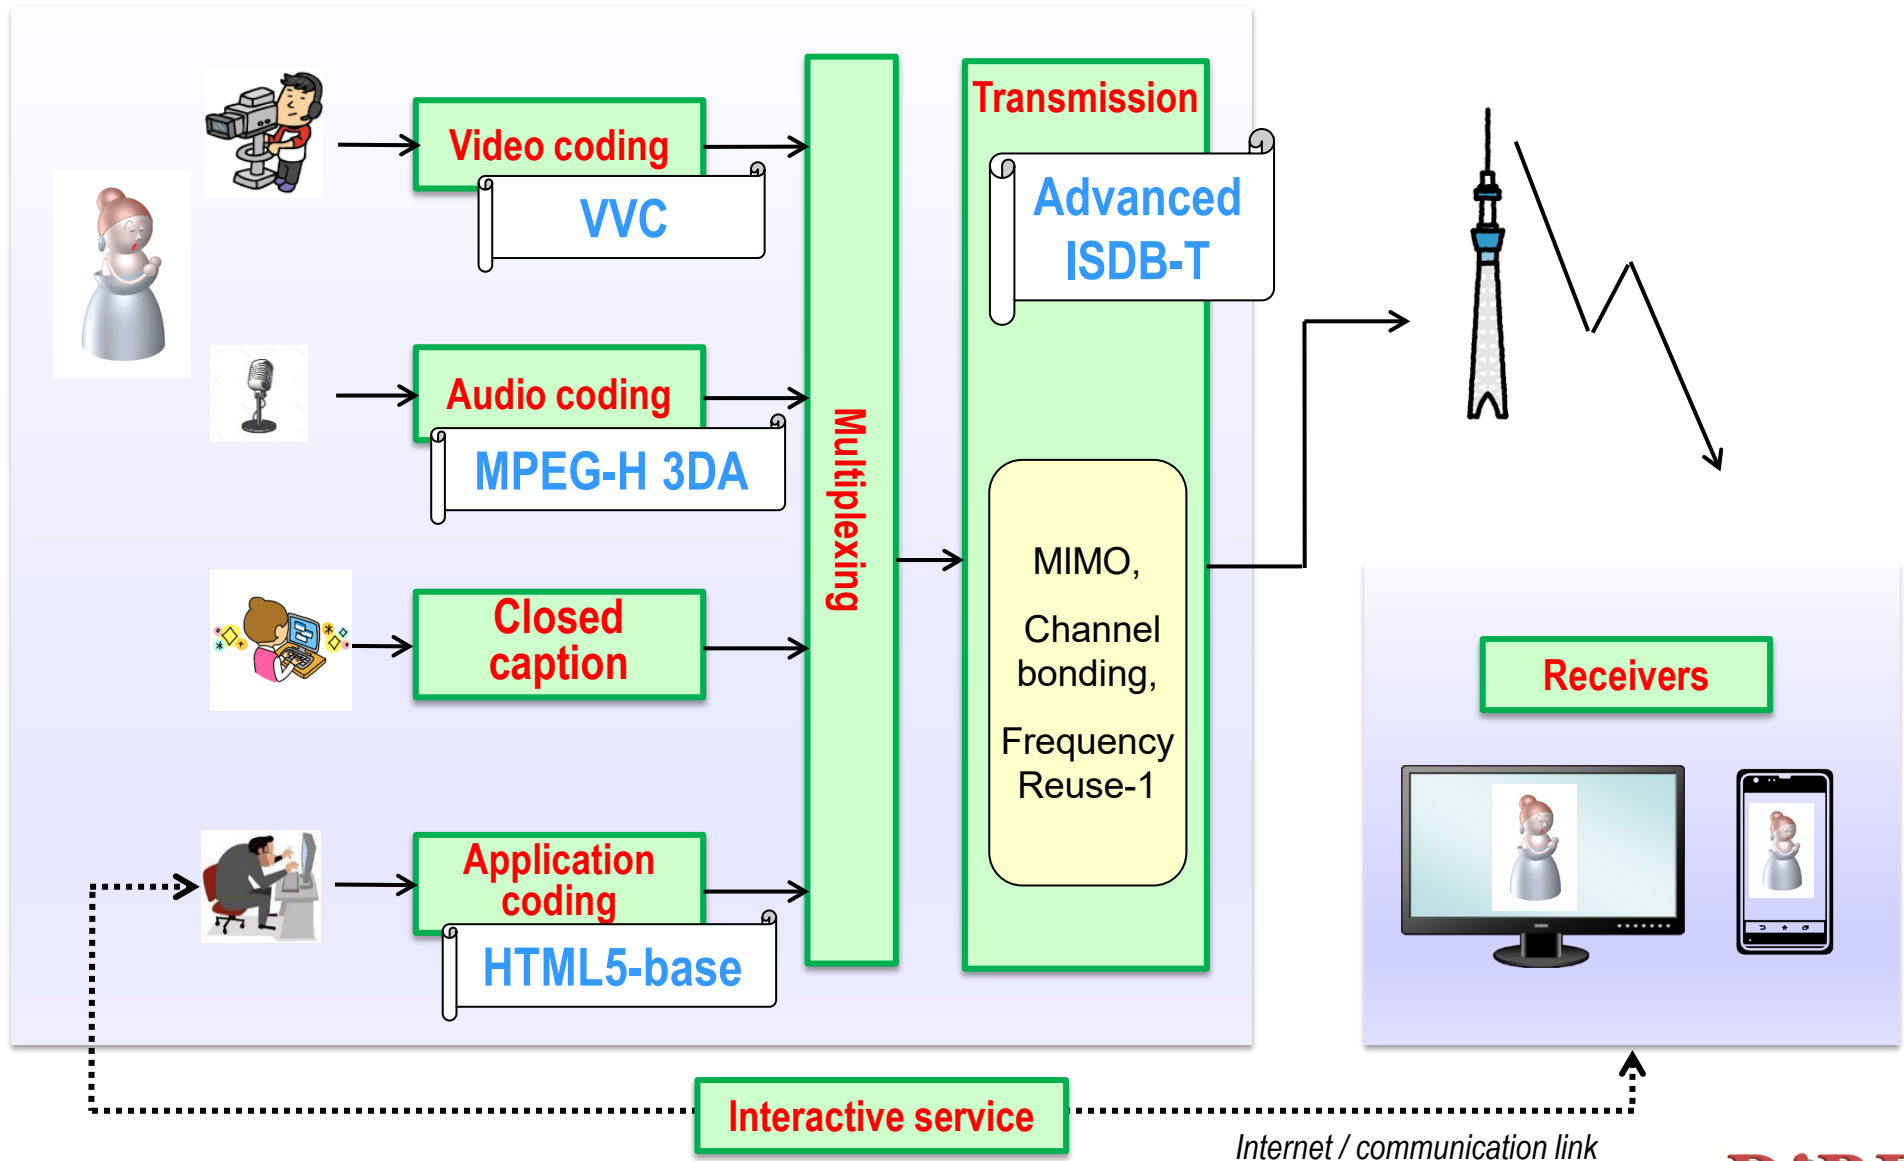 Video coding
VVC
Audio coding
MPEG-H 3DA
Closed
caption
Application
coding
HTML5-base
Multiplexing
Transmission
Advanced
ISDB-T
MIMO,
Channel
bonding,
Frequency
Reuse-1
Receivers
Interactive service
Internet / communication link